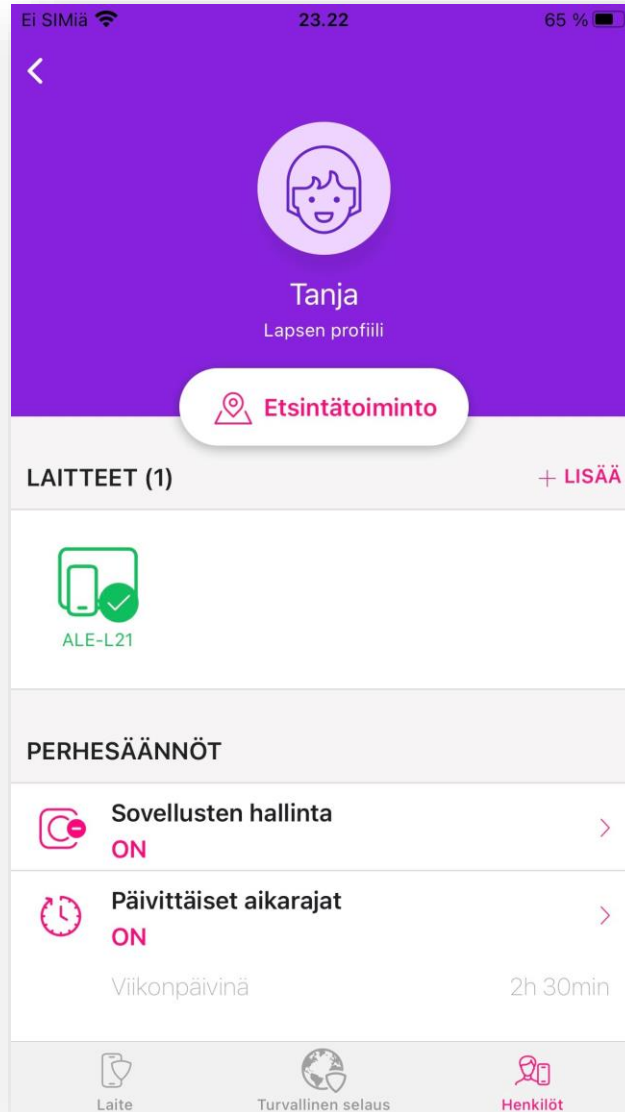 Ei SIMiä 23.22 65 %
Tanja
Lapsen profiili
Etsintätoiminto
LAITTEET (1) + LISÄÄ
ALE-L21
PERHESÄÄNNÖT
Sovellusten hallinta
ON
Päivittäiset aikarajat
ON
Viikonpäivinä 2h 30min
Laite Turvallinen selaus Henkilöt